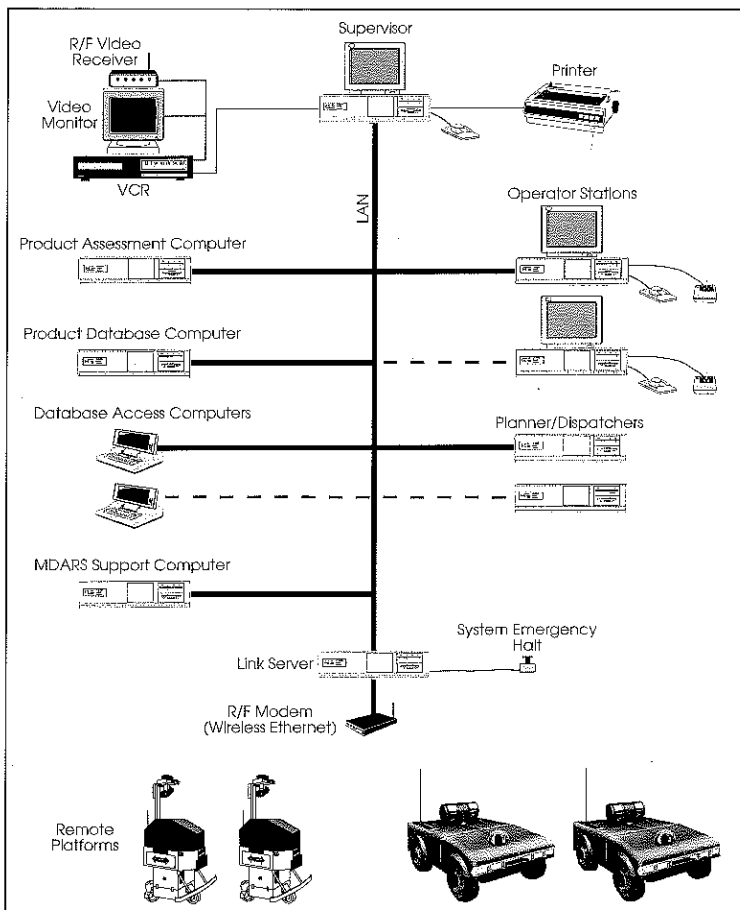 Supervisor
R/F Video
Receiver
Printer
Video
Monitor
VCR
LAN
Operator Stations
Product Assessment Computer
Product Database Computer
Database Access Computers
Planner/Dispatchers
MDARS Support Computer
System Emergency
Halt
Link Server
R/F Modem
(Wireless Ethernet)
Remote
Platforms